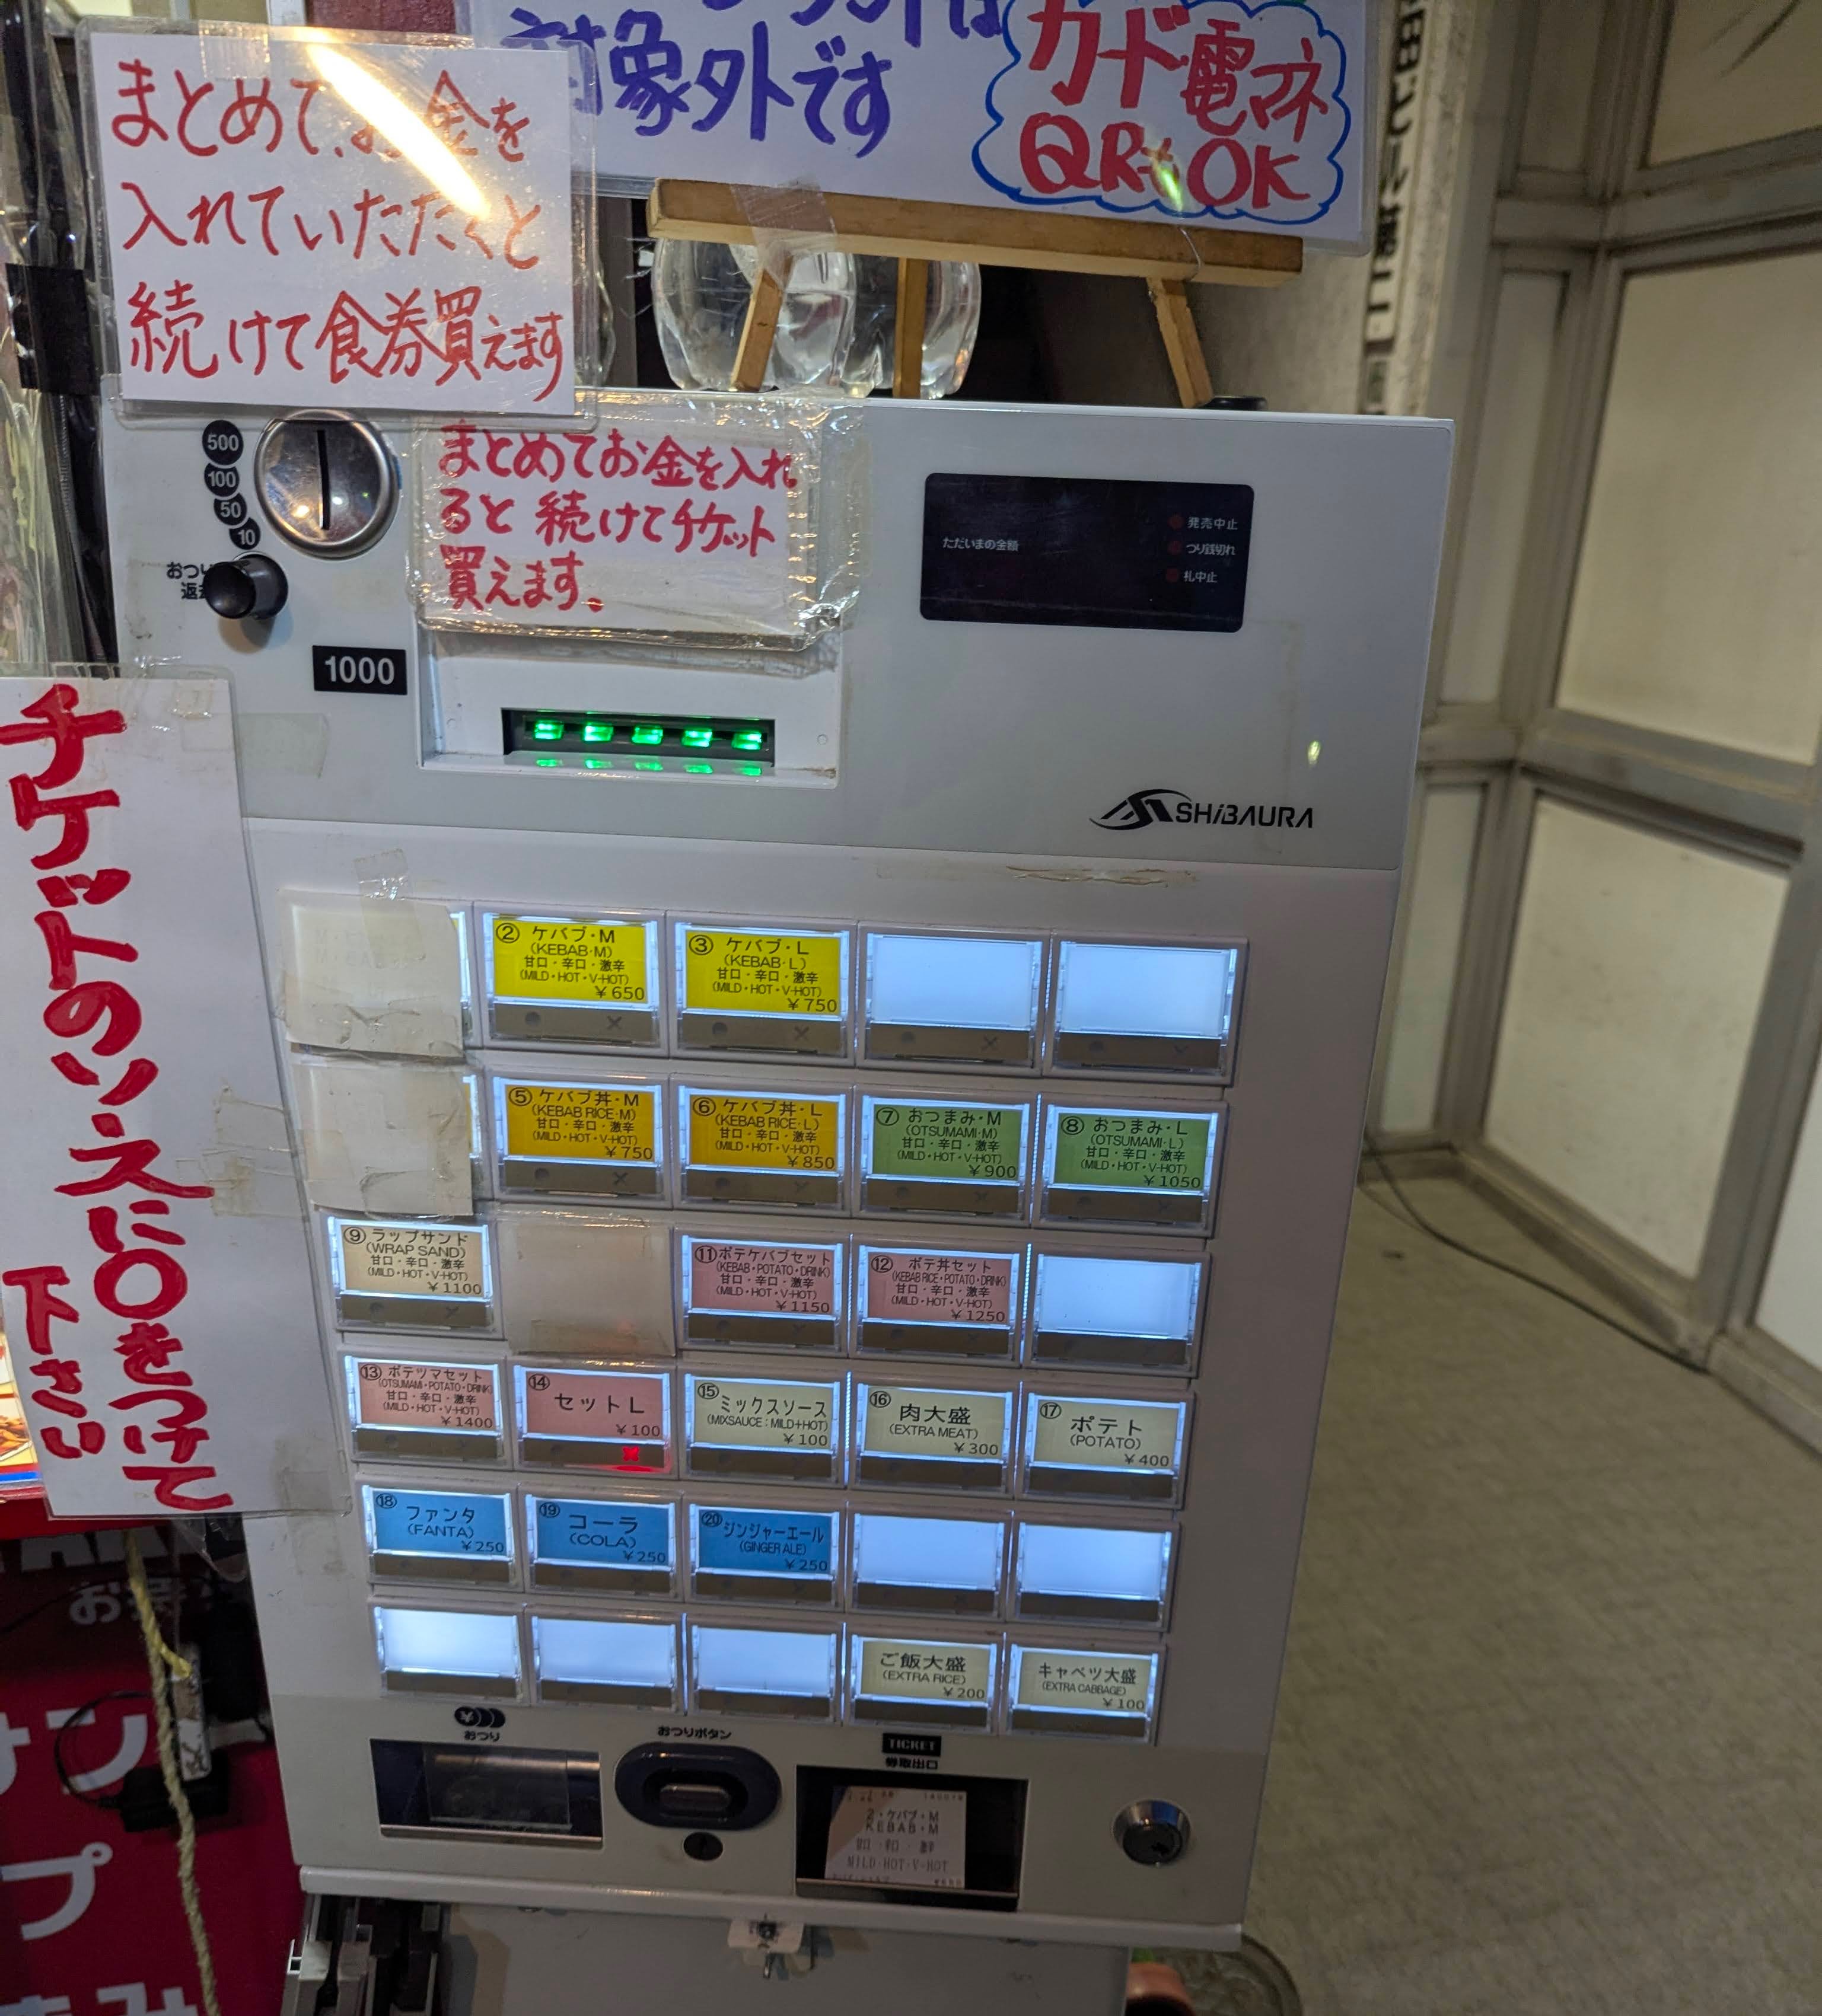 対象外です
カード電マネ
QRもOK
まとめて、お金を
入れていただくと
続けて食券買えます
500
100
50
10
まとめてお金を入れ
ると続けてチケット
買えます。
ただいまの金額
発売中止
つり銭切れ
札中止
1000
SHIBAURA
チケットのソースに〇をつけて
下さい
② ケバブ・M
(KEBAB・M)
甘口・辛口・激辛
(MILD・HOT・V-HOT)
¥650
③ ケバブ・L
(KEBAB・L)
甘口・辛口・激辛
(MILD・HOT・V-HOT)
¥750
⑤ ケバブ丼・M
(KEBAB RICE・M)
甘口・辛口・激辛
(MILD・HOT・V-HOT)
¥750
⑥ ケバブ丼・L
(KEBAB RICE・L)
甘口・辛口・激辛
(MILD・HOT・V-HOT)
¥850
⑦ おつまみ・M
(OTSUMAMI・M)
甘口・辛口・激辛
(MILD・HOT・V-HOT)
¥900
⑧ おつまみ・L
(OTSUMAMI・L)
甘口・辛口・激辛
(MILD・HOT・V-HOT)
¥1050
⑨ ラップサンド
(WRAP SAND)
甘口・辛口・激辛
(MILD・HOT・V-HOT)
¥1100
⑪ ポテケバブセット
(KEBAB・POTATO・DRINK)
甘口・辛口・激辛
(MILD・HOT・V-HOT)
¥1150
⑫ ポテ丼セット
(KEBAB RICE・POTATO・DRINK)
甘口・辛口・激辛
(MILD・HOT・V-HOT)
¥1250
⑬ ポテツマセット
(OTSUMAMI・POTATO・DRINK)
甘口・辛口・激辛
(MILD・HOT・V-HOT)
¥1400
⑭
セットL
¥100
⑮ ミックスソース
(MIXSAUCE:MILD+HOT)
¥100
⑯ 肉大盛
(EXTRA MEAT)
¥300
⑰ ポテト
(POTATO)
¥400
⑱ ファンタ
(FANTA)
¥250
⑲ コーラ
(COLA)
¥250
⑳ ジンジャーエール
(GINGER ALE)
¥250
ご飯大盛
(EXTRA RICE)
¥200
キャベツ大盛
(EXTRA CABBAGE)
¥100
おつり
おつりボタン
TICKET
券取出口
2・ケバブ・M
KEBAB・M
甘口・辛口・激辛
MILD・HOT・V-HOT
¥650